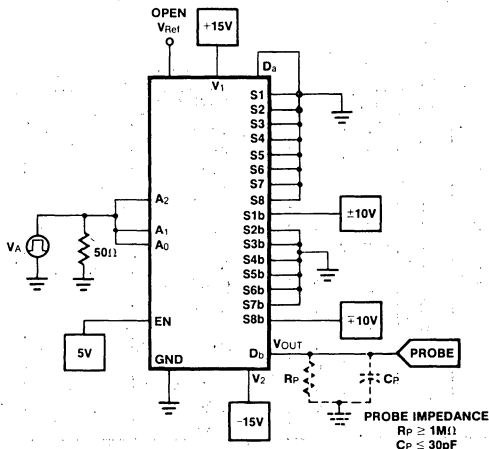 OPEN
VRef
+15V
V1
Da
S1
S2
S3
S4
S5
S6
S7
S8
S1b
±10V
S2b
S3b
S4b
S5b
S6b
S7b
S8b
∓10V
A2
A1
A0
VA
50Ω
EN
5V
GND
VOUT
Db
PROBE
V2
RP
CP
-15V
PROBE IMPEDANCE
RP ≥ 1MΩ
CP ≤ 30pF